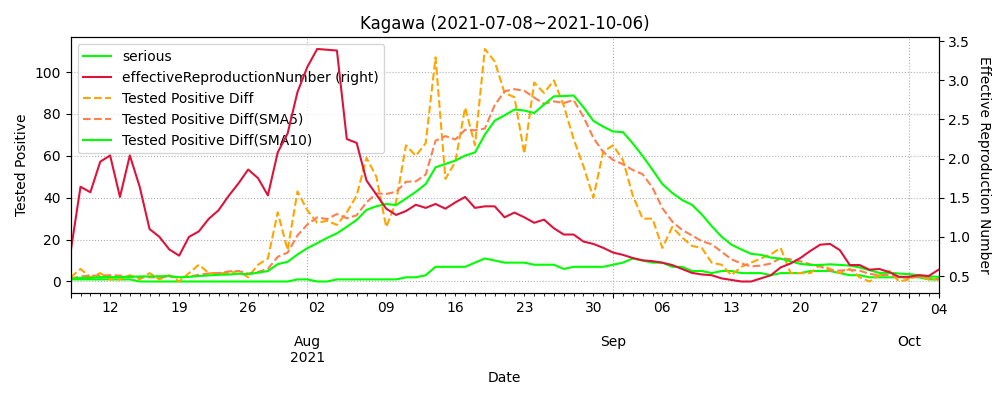 Kagawa (2021-07-08~2021-10-06)
serious
effectiveReproductionNumber (right)
Tested Positive Diff
Tested Positive Diff(SMA5)
Tested Positive Diff(SMA10)
Tested Positive
0
20
40
60
80
100
0.5
1.0
1.5
2.0
2.5
3.0
3.5
Effective Reproduction Number
12 19 26 02 09 16 23 30 06 13 20 27 04
Aug Sep Oct
2021
Date